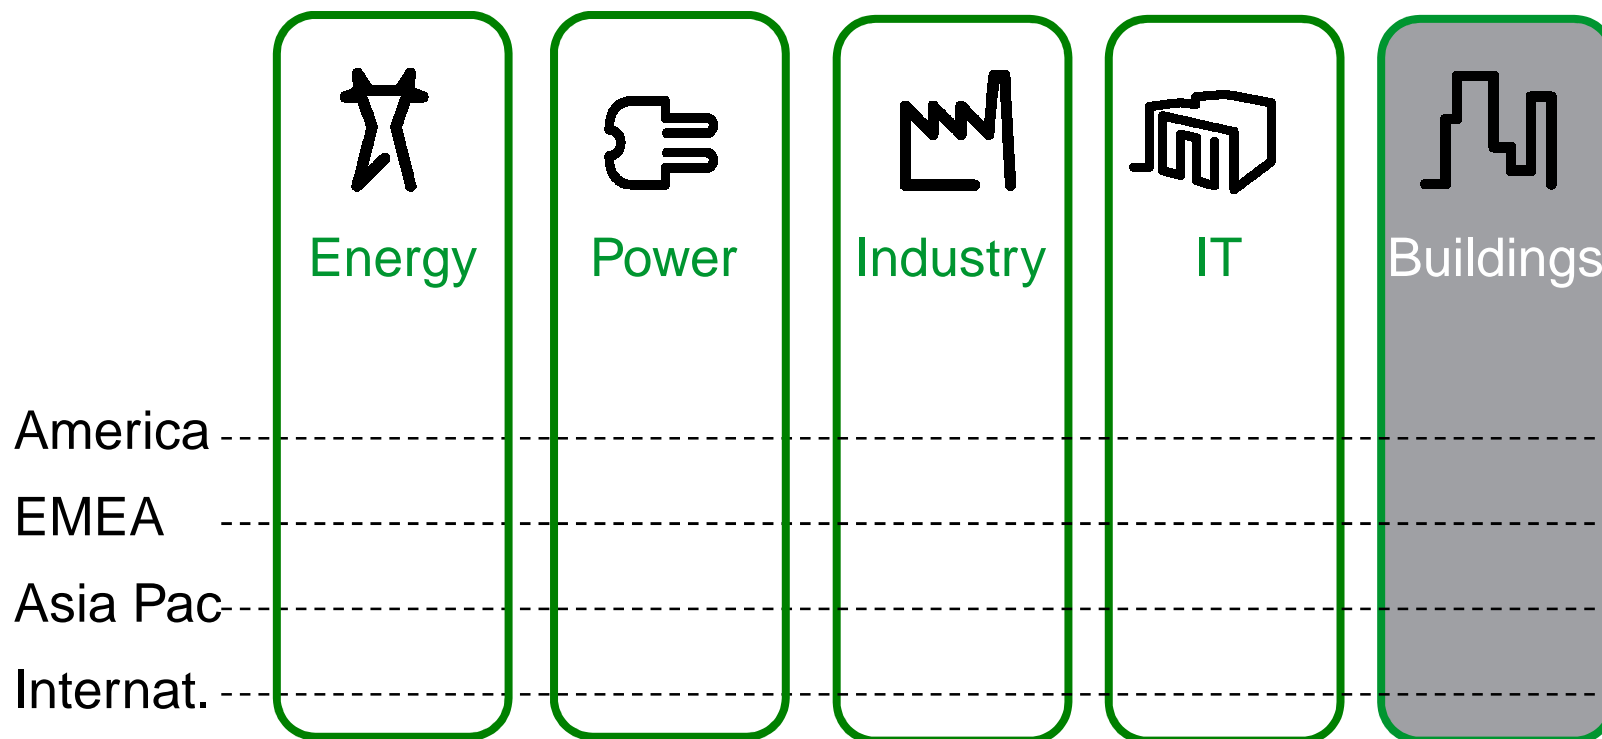 Energy Power Industry IT Buildings
America
EMEA
Asia Pac
Internat.